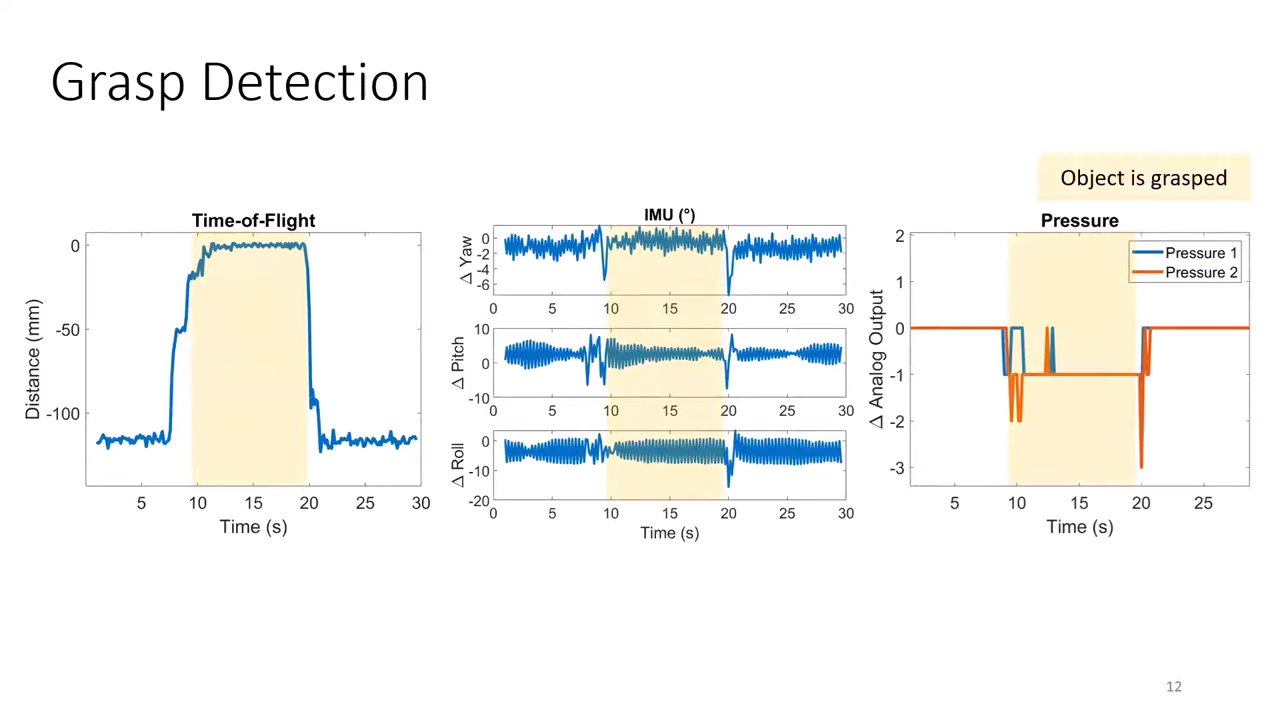 Grasp Detection
Object is grasped
Time-of-Flight
0
-50
-100
Distance (mm)
5 10 15 20 25 30
Time (s)
IMU (°)
Δ Yaw
0
-2
-4
-6
0 5 10 15 20 25 30
Δ Pitch
10
0
-10
0 5 10 15 20 25 30
Δ Roll
0
-10
-20
0 5 10 15 20 25 30
Time (s)
Pressure
Pressure 1
Pressure 2
2
1
0
-1
-2
-3
Δ Analog Output
5 10 15 20 25
Time (s)
12